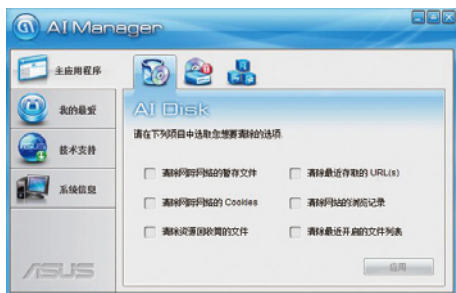 AI Manager
主应用程序
我的最爱
技术支持
系统信息
ASUS
AI Disk
请在下列项目中选取您想要清除的选项
清除网际网络的暂存文件
清除最近存取的 URL(s)
清除网际网络的 Cookies
清除网站的浏览记录
清除资源回收筒的文件
清除最近开启的文件列表
应用